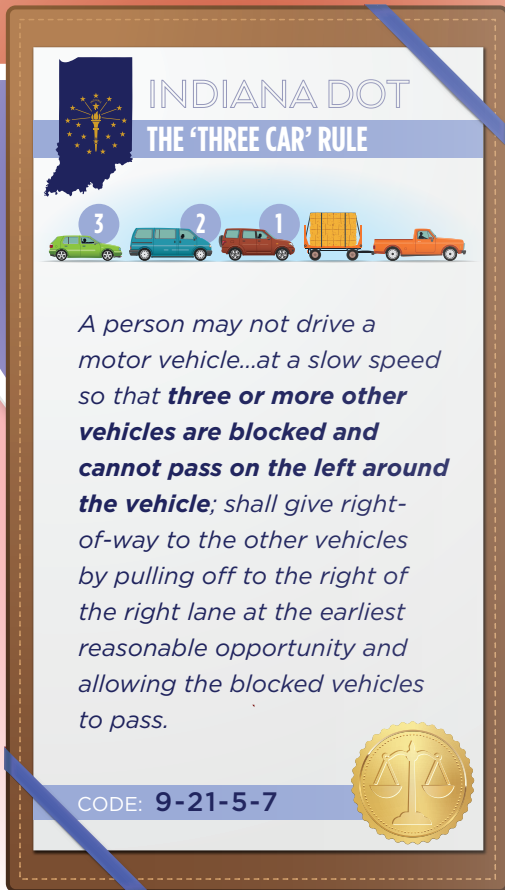 INDIANA DOT
THE ‘THREE CAR’ RULE
3 2 1
A person may not drive a
motor vehicle...at a slow speed
so that three or more other
vehicles are blocked and
cannot pass on the left around
the vehicle; shall give right-
of-way to the other vehicles
by pulling off to the right of
the right lane at the earliest
reasonable opportunity and
allowing the blocked vehicles
to pass.
CODE: 9-21-5-7